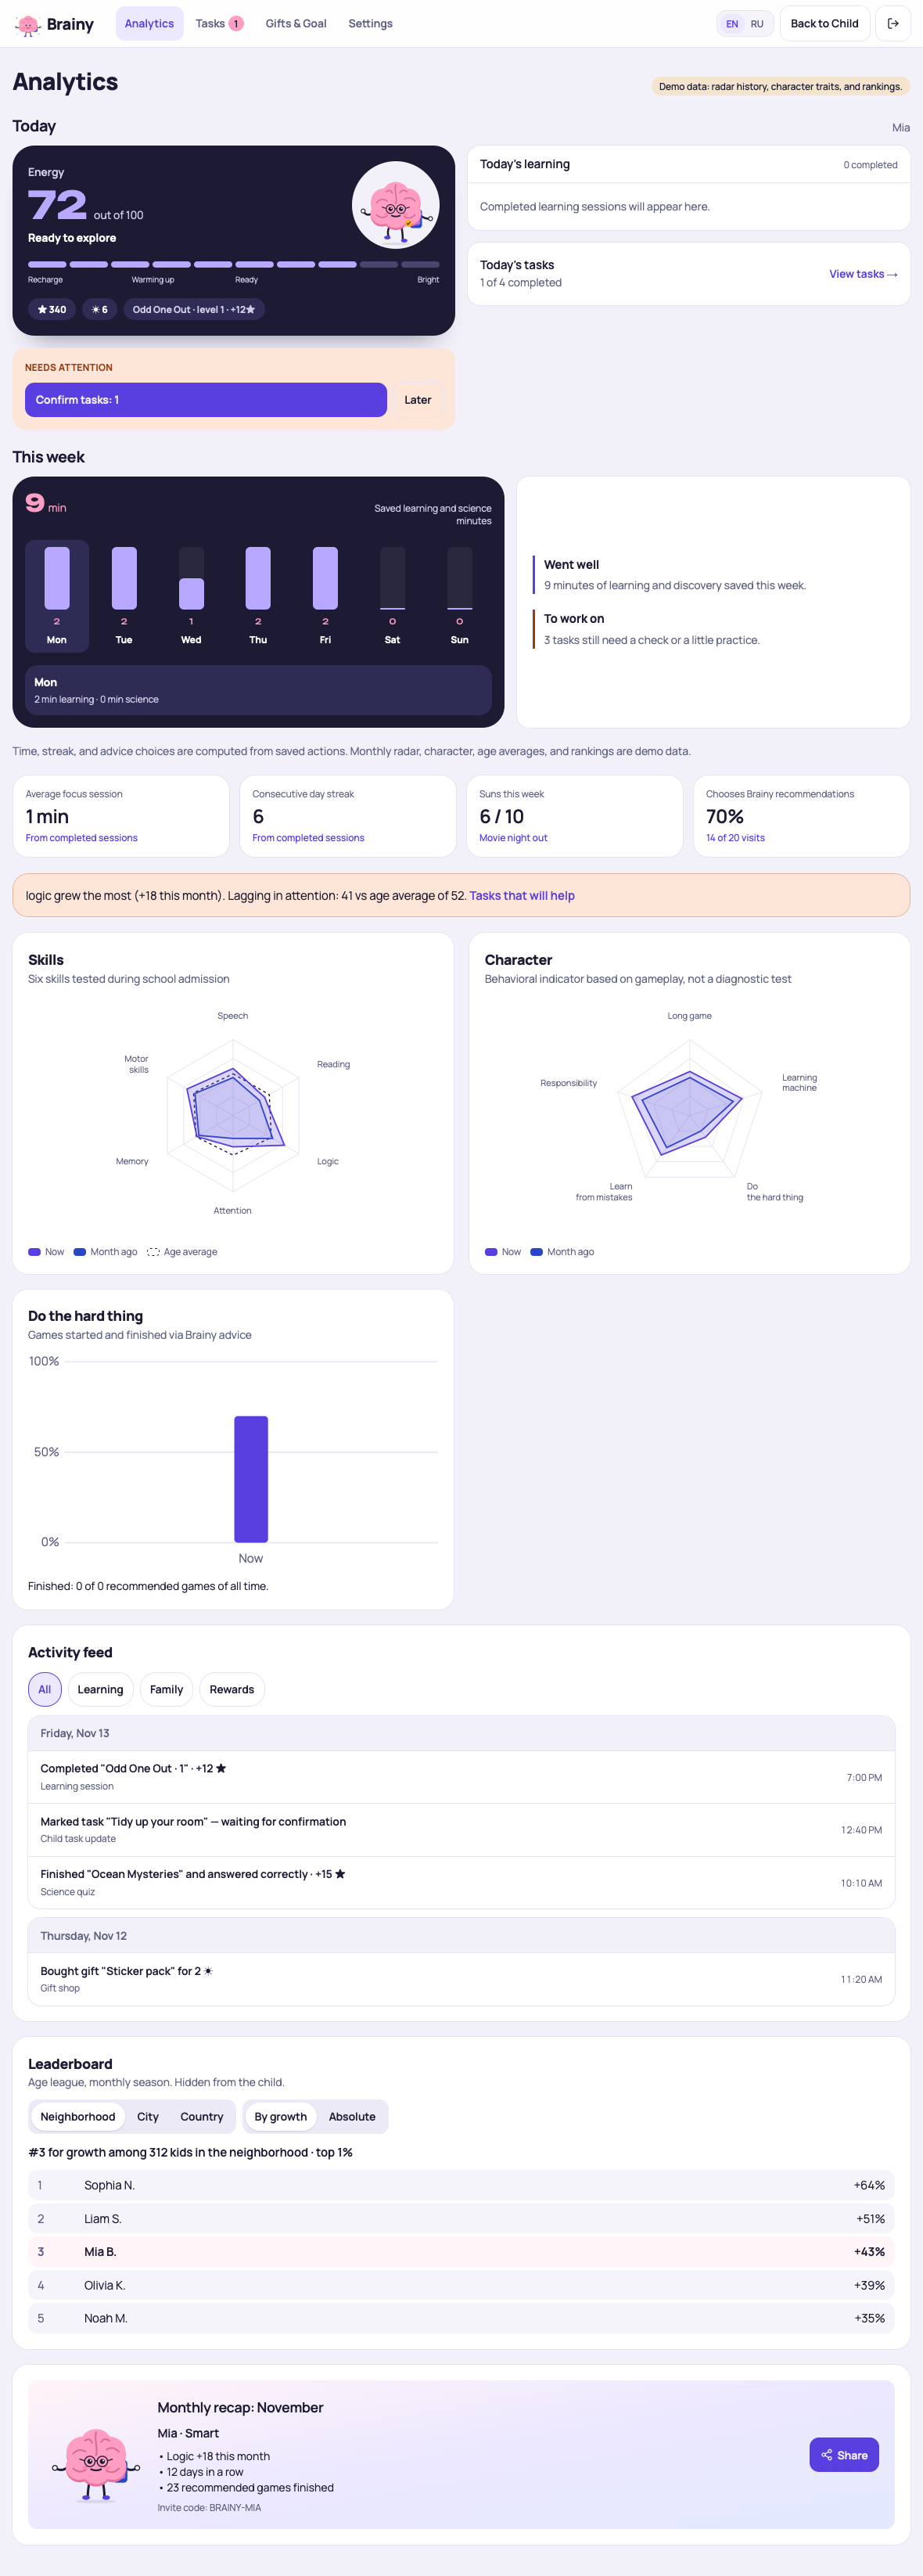 Brainy
Analytics
Tasks 1
Gifts & Goal
Settings
EN RU
Back to Child
Analytics
Demo data: radar history, character traits, and rankings.
Today
Mia
Energy
72 out of 100
Ready to explore
Recharge Warming up Ready Bright
★ 340
☀ 6
Odd One Out · level 1 · +12★
Today's learning
0 completed
Completed learning sessions will appear here.
Today's tasks
1 of 4 completed
View tasks →
NEEDS ATTENTION
Confirm tasks: 1
Later
This week
9 min
Saved learning and science
minutes
2 2 1 2 2 0 0
Mon Tue Wed Thu Fri Sat Sun
Mon
2 min learning · 0 min science
Went well
9 minutes of learning and discovery saved this week.
To work on
3 tasks still need a check or a little practice.
Time, streak, and advice choices are computed from saved actions. Monthly radar, character, age averages, and rankings are demo data.
Average focus session
1 min
From completed sessions
Consecutive day streak
6
From completed sessions
Suns this week
6 / 10
Movie night out
Chooses Brainy recommendations
70%
14 of 20 visits
logic grew the most (+18 this month). Lagging in attention: 41 vs age average of 52. Tasks that will help
Skills
Six skills tested during school admission
Speech
Motor
skills
Reading
Memory
Logic
Attention
Now Month ago Age average
Character
Behavioral indicator based on gameplay, not a diagnostic test
Long game
Responsibility
Learning
machine
Learn
from mistakes
Do
the hard thing
Now Month ago
Do the hard thing
Games started and finished via Brainy advice
100%
50%
0%
Now
Finished: 0 of 0 recommended games of all time.
Activity feed
All
Learning
Family
Rewards
Friday, Nov 13
Completed "Odd One Out · 1" · +12 ★
Learning session
7:00 PM
Marked task "Tidy up your room" — waiting for confirmation
Child task update
12:40 PM
Finished "Ocean Mysteries" and answered correctly · +15 ★
Science quiz
10:10 AM
Thursday, Nov 12
Bought gift "Sticker pack" for 2 ☀
Gift shop
11:20 AM
Leaderboard
Age league, monthly season. Hidden from the child.
Neighborhood City Country
By growth Absolute
#3 for growth among 312 kids in the neighborhood · top 1%
1 Sophia N. +64%
2 Liam S. +51%
3 Mia B. +43%
4 Olivia K. +39%
5 Noah M. +35%
Monthly recap: November
Mia · Smart
• Logic +18 this month
• 12 days in a row
• 23 recommended games finished
Invite code: BRAINY-MIA
Share